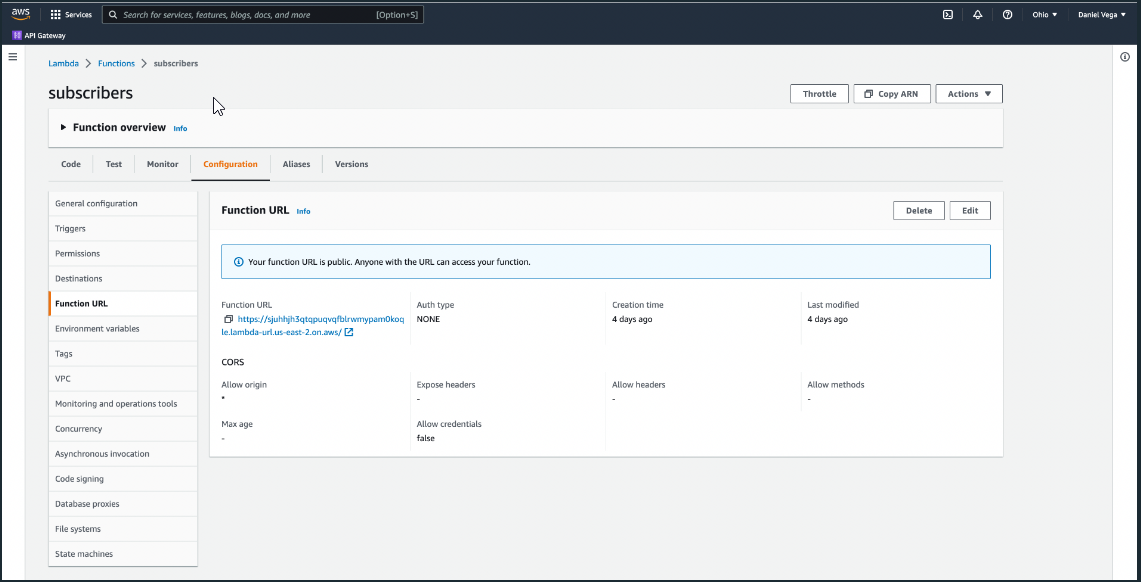 aws
Services
Search for services, features, blogs, docs, and more
[Option+S]
Ohio
Daniel Vega
API Gateway
Lambda
Functions
subscribers
subscribers
Throttle
Copy ARN
Actions
Function overview
Info
Code
Test
Monitor
Configuration
Aliases
Versions
General configuration
Triggers
Permissions
Destinations
Function URL
Environment variables
Tags
VPC
Monitoring and operations tools
Concurrency
Asynchronous invocation
Code signing
Database proxies
File systems
State machines
Function URL
Info
Delete
Edit
Your function URL is public. Anyone with the URL can access your function.
Function URL
https://sjuhhjh3qtqpuqvqfblrwmypam0koq
le.lambda-url.us-east-2.on.aws/
Auth type
NONE
Creation time
4 days ago
Last modified
4 days ago
CORS
Allow origin
*
Expose headers
-
Allow headers
-
Allow methods
-
Max age
-
Allow credentials
false